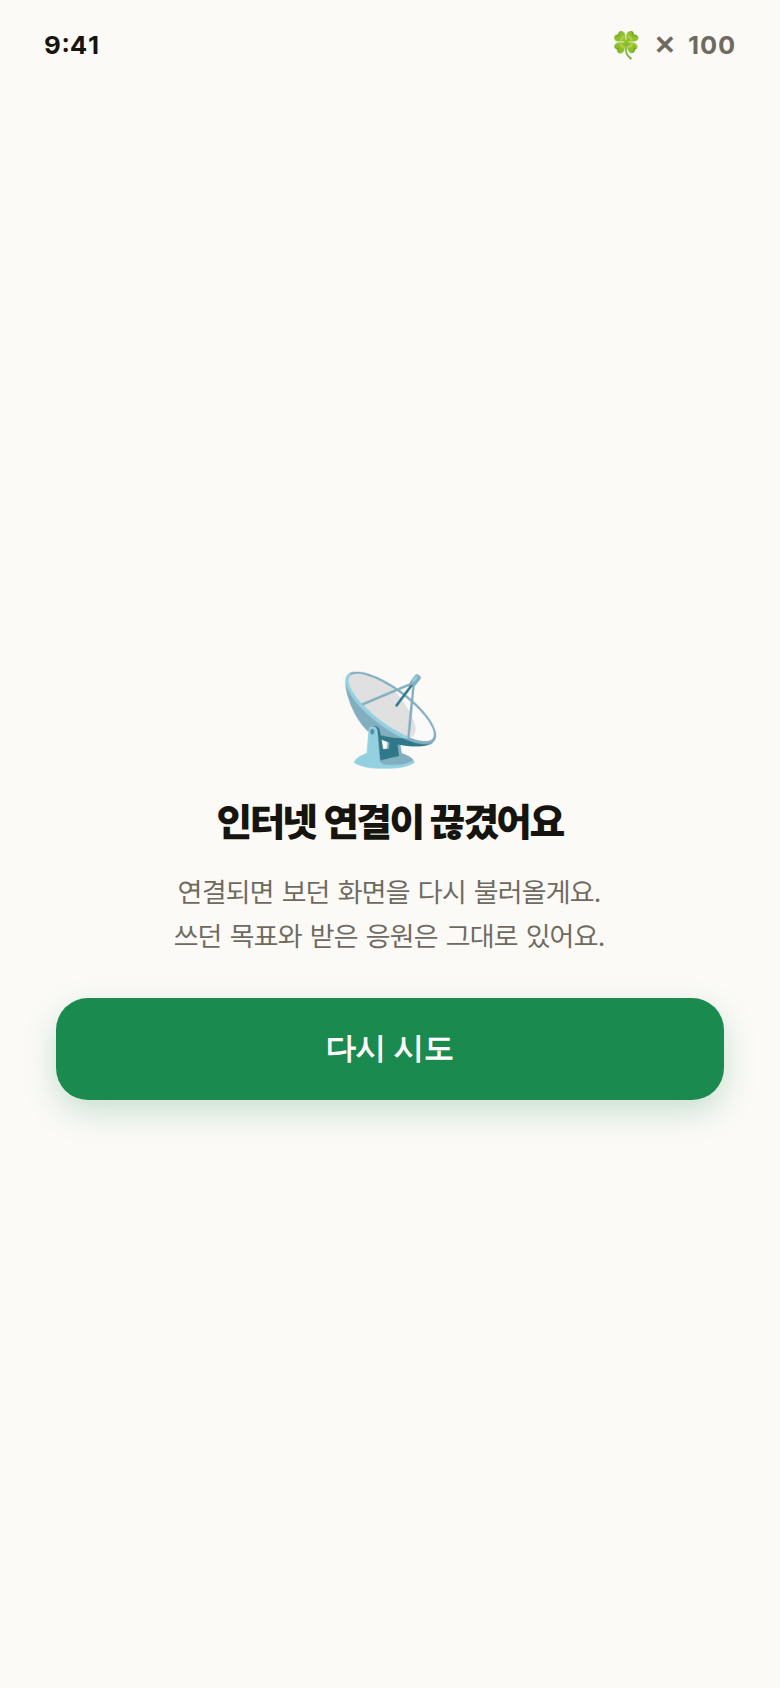 9:41
🍀 × 100
인터넷 연결이 끊겼어요
연결되면 보던 화면을 다시 불러올게요.
쓰던 목표와 받은 응원은 그대로 있어요.
다시 시도